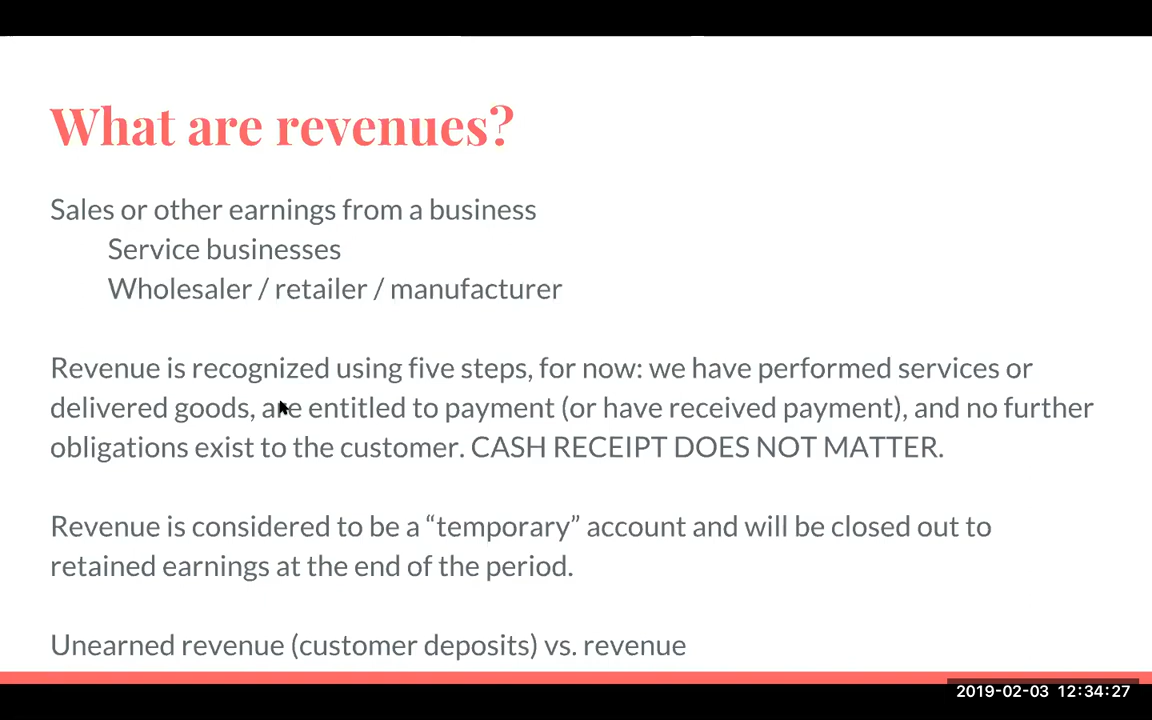 What are revenues?
Sales or other earnings from a business
Service businesses
Wholesaler / retailer / manufacturer
Revenue is recognized using five steps, for now: we have performed services or
delivered goods, are entitled to payment (or have received payment), and no further
obligations exist to the customer. CASH RECEIPT DOES NOT MATTER.
Revenue is considered to be a “temporary” account and will be closed out to
retained earnings at the end of the period.
Unearned revenue (customer deposits) vs. revenue
2019-02-03 12:34:27